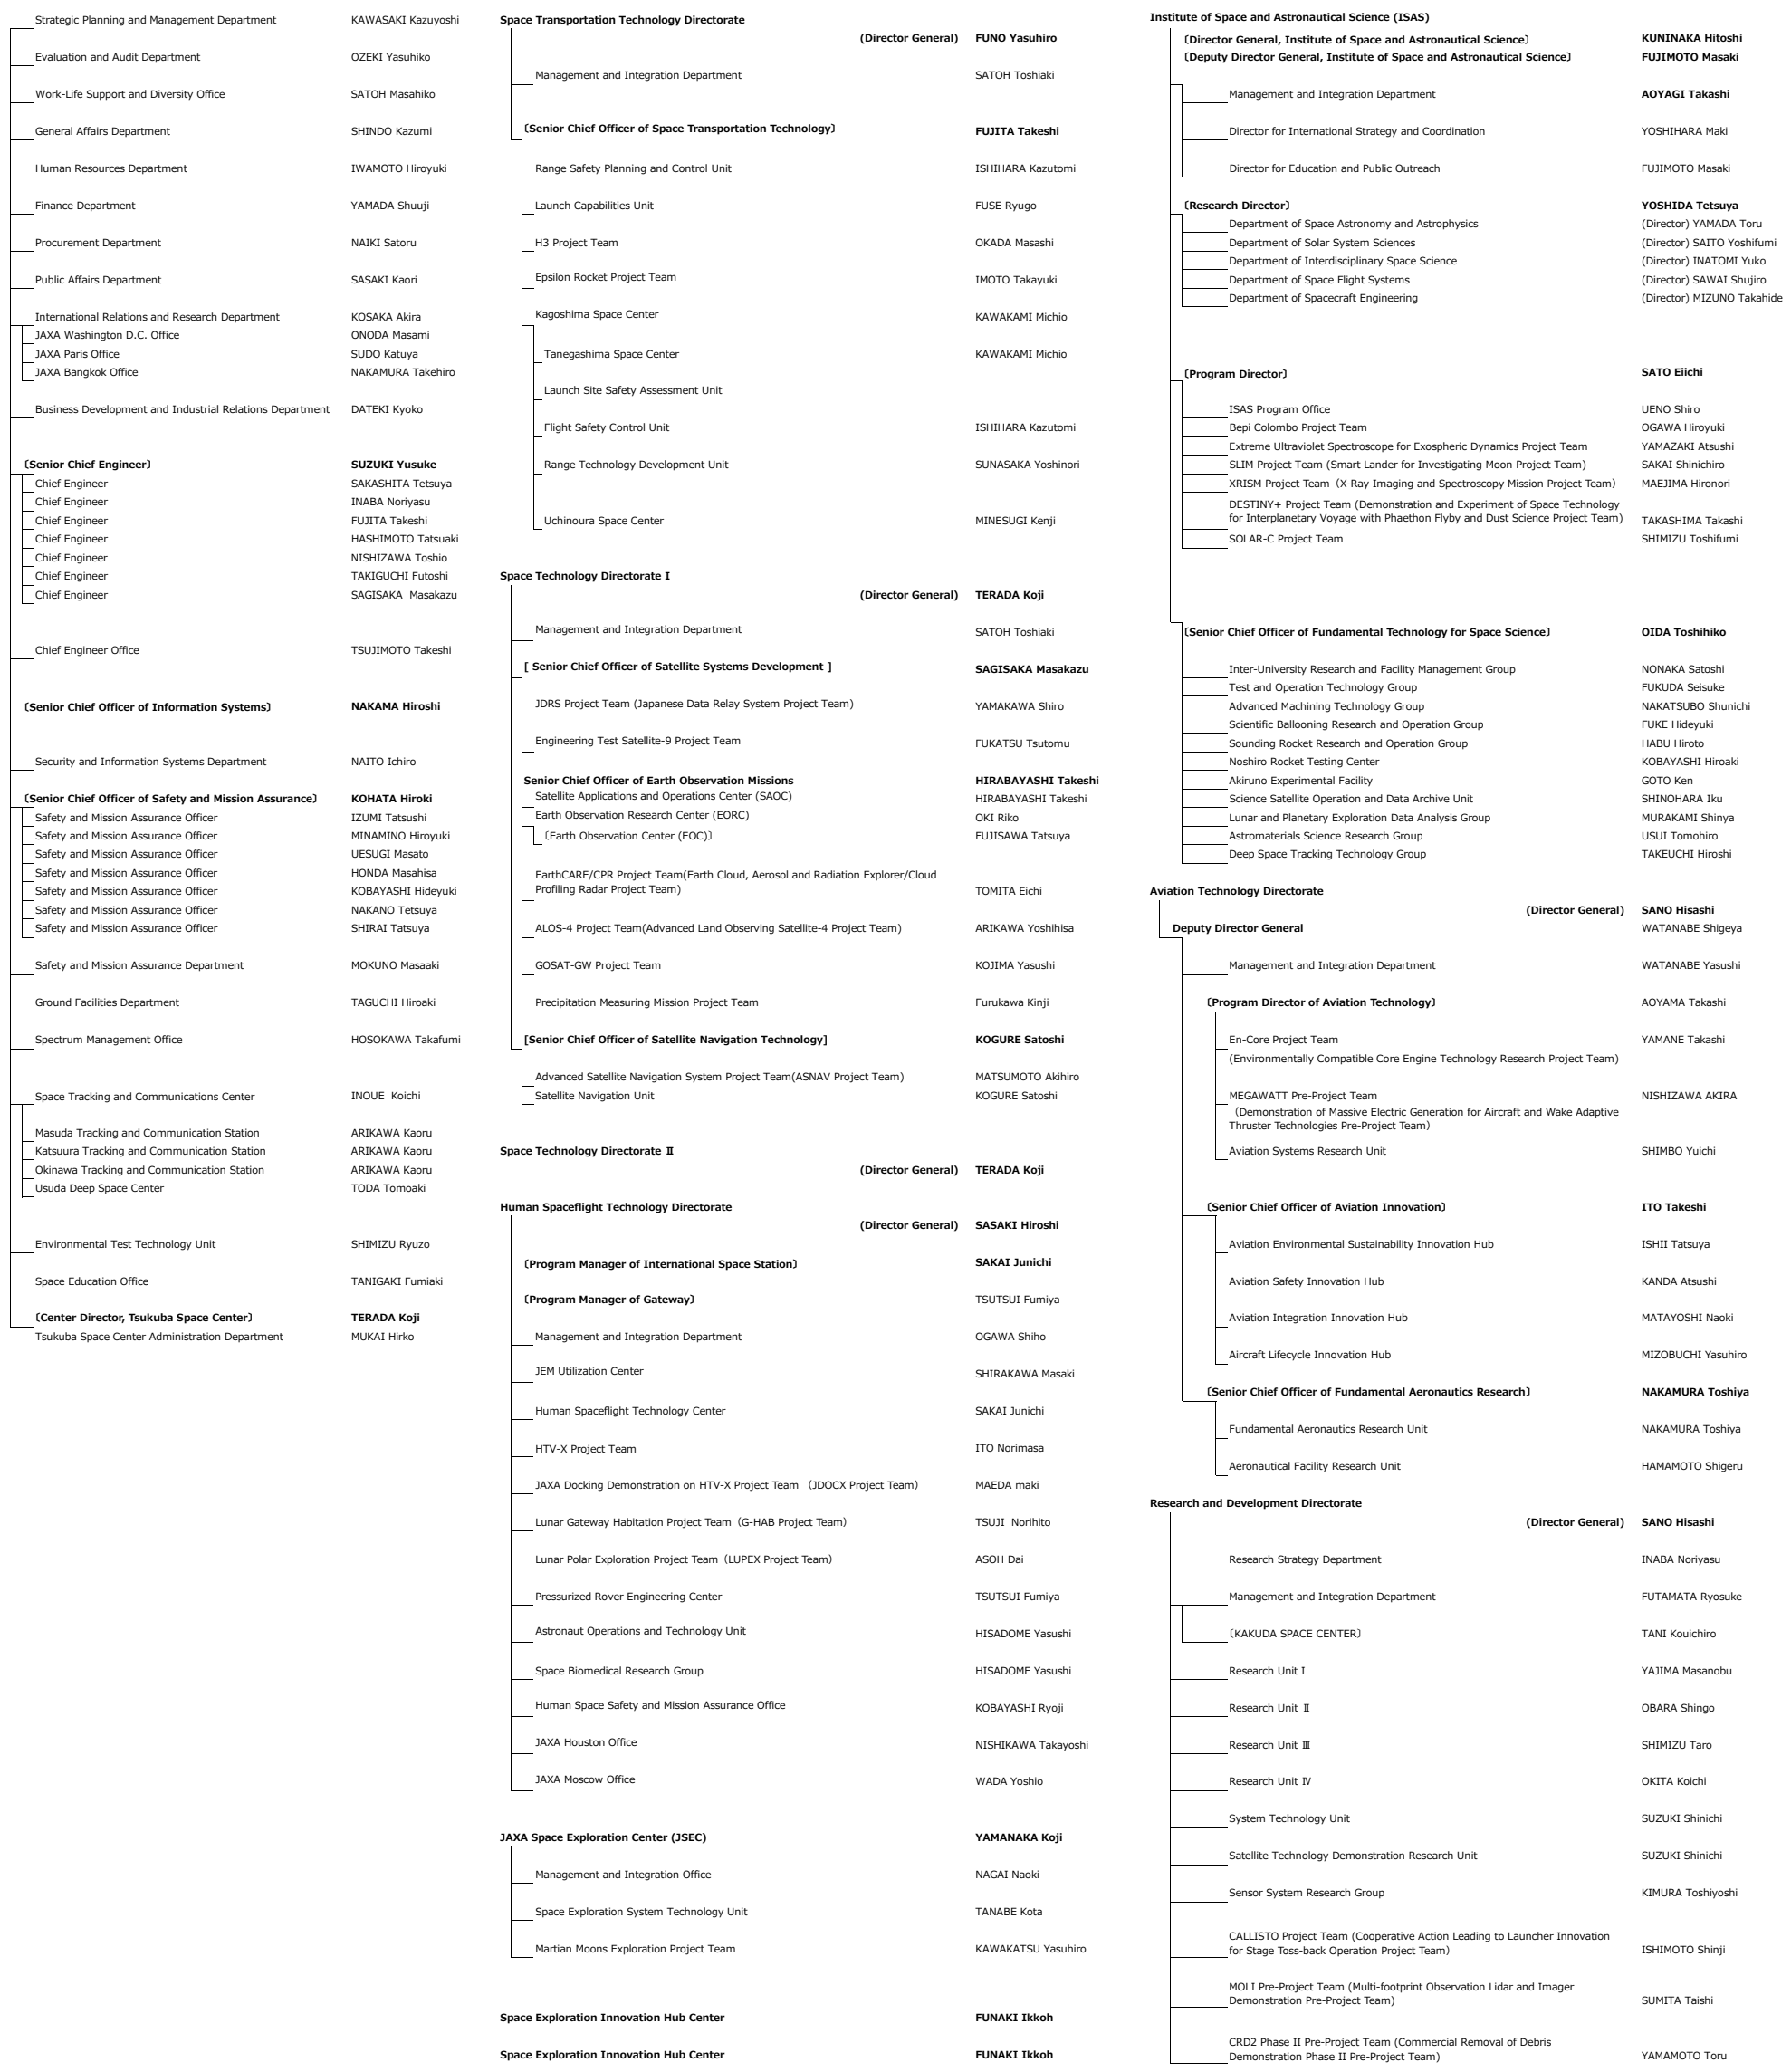 Strategic Planning and Management Department KAWASAKI Kazuyoshi
Evaluation and Audit Department OZEKI Yasuhiko
Work-Life Support and Diversity Office SATOH Masahiko
General Affairs Department SHINDO Kazumi
Human Resources Department IWAMOTO Hiroyuki
Finance Department YAMADA Shuuji
Procurement Department NAIKI Satoru
Public Affairs Department SASAKI Kaori
International Relations and Research Department KOSAKA Akira
JAXA Washington D.C. Office ONODA Masami
JAXA Paris Office SUDO Katuya
JAXA Bangkok Office NAKAMURA Takehiro
Business Development and Industrial Relations Department DATEKI Kyoko
〔Senior Chief Engineer〕 SUZUKI Yusuke
Chief Engineer SAKASHITA Tetsuya
Chief Engineer INABA Noriyasu
Chief Engineer FUJITA Takeshi
Chief Engineer HASHIMOTO Tatsuaki
Chief Engineer NISHIZAWA Toshio
Chief Engineer TAKIGUCHI Futoshi
Chief Engineer SAGISAKA Masakazu
Chief Engineer Office TSUJIMOTO Takeshi
〔Senior Chief Officer of Information Systems〕 NAKAMA Hiroshi
Security and Information Systems Department NAITO Ichiro
〔Senior Chief Officer of Safety and Mission Assurance〕 KOHATA Hiroki
Safety and Mission Assurance Officer IZUMI Tatsushi
Safety and Mission Assurance Officer MINAMINO Hiroyuki
Safety and Mission Assurance Officer UESUGI Masato
Safety and Mission Assurance Officer HONDA Masahisa
Safety and Mission Assurance Officer KOBAYASHI Hideyuki
Safety and Mission Assurance Officer NAKANO Tetsuya
Safety and Mission Assurance Officer SHIRAI Tatsuya
Safety and Mission Assurance Department MOKUNO Masaaki
Ground Facilities Department TAGUCHI Hiroaki
Spectrum Management Office HOSOKAWA Takafumi
Space Tracking and Communications Center INOUE Koichi
Masuda Tracking and Communication Station ARIKAWA Kaoru
Katsuura Tracking and Communication Station ARIKAWA Kaoru
Okinawa Tracking and Communication Station ARIKAWA Kaoru
Usuda Deep Space Center TODA Tomoaki
Environmental Test Technology Unit SHIMIZU Ryuzo
Space Education Office TANIGAKI Fumiaki
〔Center Director, Tsukuba Space Center〕 TERADA Koji
Tsukuba Space Center Administration Department MUKAI Hirko
Space Transportation Technology Directorate
(Director General) FUNO Yasuhiro
Management and Integration Department SATOH Toshiaki
〔Senior Chief Officer of Space Transportation Technology〕 FUJITA Takeshi
Range Safety Planning and Control Unit ISHIHARA Kazutomi
Launch Capabilities Unit FUSE Ryugo
H3 Project Team OKADA Masashi
Epsilon Rocket Project Team IMOTO Takayuki
Kagoshima Space Center KAWAKAMI Michio
Tanegashima Space Center KAWAKAMI Michio
Launch Site Safety Assessment Unit
Flight Safety Control Unit ISHIHARA Kazutomi
Range Technology Development Unit SUNASAKA Yoshinori
Uchinoura Space Center MINESUGI Kenji
Space Technology Directorate I
(Director General) TERADA Koji
Management and Integration Department SATOH Toshiaki
[ Senior Chief Officer of Satellite Systems Development ] SAGISAKA Masakazu
JDRS Project Team (Japanese Data Relay System Project Team) YAMAKAWA Shiro
Engineering Test Satellite-9 Project Team FUKATSU Tsutomu
Senior Chief Officer of Earth Observation Missions HIRABAYASHI Takeshi
Satellite Applications and Operations Center (SAOC) HIRABAYASHI Takeshi
Earth Observation Research Center (EORC) OKI Riko
〔Earth Observation Center (EOC)〕 FUJISAWA Tatsuya
EarthCARE/CPR Project Team(Earth Cloud, Aerosol and Radiation Explorer/Cloud
Profiling Radar Project Team) TOMITA Eichi
ALOS-4 Project Team(Advanced Land Observing Satellite-4 Project Team) ARIKAWA Yoshihisa
GOSAT-GW Project Team KOJIMA Yasushi
Precipitation Measuring Mission Project Team Furukawa Kinji
[Senior Chief Officer of Satellite Navigation Technology] KOGURE Satoshi
Advanced Satellite Navigation System Project Team(ASNAV Project Team) MATSUMOTO Akihiro
Satellite Navigation Unit KOGURE Satoshi
Space Technology Directorate Ⅱ
(Director General) TERADA Koji
Human Spaceflight Technology Directorate
(Director General) SASAKI Hiroshi
〔Program Manager of International Space Station〕 SAKAI Junichi
〔Program Manager of Gateway〕 TSUTSUI Fumiya
Management and Integration Department OGAWA Shiho
JEM Utilization Center SHIRAKAWA Masaki
Human Spaceflight Technology Center SAKAI Junichi
HTV-X Project Team ITO Norimasa
JAXA Docking Demonstration on HTV-X Project Team （JDOCX Project Team） MAEDA maki
Lunar Gateway Habitation Project Team（G-HAB Project Team） TSUJI Norihito
Lunar Polar Exploration Project Team（LUPEX Project Team） ASOH Dai
Pressurized Rover Engineering Center TSUTSUI Fumiya
Astronaut Operations and Technology Unit HISADOME Yasushi
Space Biomedical Research Group HISADOME Yasushi
Human Space Safety and Mission Assurance Office KOBAYASHI Ryoji
JAXA Houston Office NISHIKAWA Takayoshi
JAXA Moscow Office WADA Yoshio
JAXA Space Exploration Center (JSEC) YAMANAKA Koji
Management and Integration Office NAGAI Naoki
Space Exploration System Technology Unit TANABE Kota
Martian Moons Exploration Project Team KAWAKATSU Yasuhiro
Space Exploration Innovation Hub Center FUNAKI Ikkoh
Space Exploration Innovation Hub Center FUNAKI Ikkoh
Institute of Space and Astronautical Science (ISAS)
〔Director General, Institute of Space and Astronautical Science〕 KUNINAKA Hitoshi
〔Deputy Director General, Institute of Space and Astronautical Science〕 FUJIMOTO Masaki
Management and Integration Department AOYAGI Takashi
Director for International Strategy and Coordination YOSHIHARA Maki
Director for Education and Public Outreach FUJIMOTO Masaki
〔Research Director〕 YOSHIDA Tetsuya
Department of Space Astronomy and Astrophysics (Director) YAMADA Toru
Department of Solar System Sciences (Director) SAITO Yoshifumi
Department of Interdisciplinary Space Science (Director) INATOMI Yuko
Department of Space Flight Systems (Director) SAWAI Shujiro
Department of Spacecraft Engineering (Director) MIZUNO Takahide
〔Program Director〕 SATO Eiichi
ISAS Program Office UENO Shiro
Bepi Colombo Project Team OGAWA Hiroyuki
Extreme Ultraviolet Spectroscope for Exospheric Dynamics Project Team YAMAZAKI Atsushi
SLIM Project Team (Smart Lander for Investigating Moon Project Team） SAKAI Shinichiro
XRISM Project Team（X-Ray Imaging and Spectroscopy Mission Project Team） MAEJIMA Hironori
DESTINY+ Project Team (Demonstration and Experiment of Space Technology
for Interplanetary Voyage with Phaethon Flyby and Dust Science Project Team) TAKASHIMA Takashi
SOLAR-C Project Team SHIMIZU Toshifumi
〔Senior Chief Officer of Fundamental Technology for Space Science〕 OIDA Toshihiko
Inter-University Research and Facility Management Group NONAKA Satoshi
Test and Operation Technology Group FUKUDA Seisuke
Advanced Machining Technology Group NAKATSUBO Shunichi
Scientific Ballooning Research and Operation Group FUKE Hideyuki
Sounding Rocket Research and Operation Group HABU Hiroto
Noshiro Rocket Testing Center KOBAYASHI Hiroaki
Akiruno Experimental Facility GOTO Ken
Science Satellite Operation and Data Archive Unit SHINOHARA Iku
Lunar and Planetary Exploration Data Analysis Group MURAKAMI Shinya
Astromaterials Science Research Group USUI Tomohiro
Deep Space Tracking Technology Group TAKEUCHI Hiroshi
Aviation Technology Directorate
(Director General) SANO Hisashi
Deputy Director General WATANABE Shigeya
Management and Integration Department WATANABE Yasushi
〔Program Director of Aviation Technology〕 AOYAMA Takashi
En-Core Project Team YAMANE Takashi
(Environmentally Compatible Core Engine Technology Research Project Team）
MEGAWATT Pre-Project Team NISHIZAWA AKIRA
（Demonstration of Massive Electric Generation for Aircraft and Wake Adaptive
Thruster Technologies Pre-Project Team）
Aviation Systems Research Unit SHIMBO Yuichi
〔Senior Chief Officer of Aviation Innovation〕 ITO Takeshi
Aviation Environmental Sustainability Innovation Hub ISHII Tatsuya
Aviation Safety Innovation Hub KANDA Atsushi
Aviation Integration Innovation Hub MATAYOSHI Naoki
Aircraft Lifecycle Innovation Hub MIZOBUCHI Yasuhiro
〔Senior Chief Officer of Fundamental Aeronautics Research〕 NAKAMURA Toshiya
Fundamental Aeronautics Research Unit NAKAMURA Toshiya
Aeronautical Facility Research Unit HAMAMOTO Shigeru
Research and Development Directorate
(Director General) SANO Hisashi
Research Strategy Department INABA Noriyasu
Management and Integration Department FUTAMATA Ryosuke
〔KAKUDA SPACE CENTER〕 TANI Kouichiro
Research Unit I YAJIMA Masanobu
Research Unit Ⅱ OBARA Shingo
Research Unit Ⅲ SHIMIZU Taro
Research Unit Ⅳ OKITA Koichi
System Technology Unit SUZUKI Shinichi
Satellite Technology Demonstration Research Unit SUZUKI Shinichi
Sensor System Research Group KIMURA Toshiyoshi
CALLISTO Project Team (Cooperative Action Leading to Launcher Innovation
for Stage Toss-back Operation Project Team） ISHIMOTO Shinji
MOLI Pre-Project Team (Multi-footprint Observation Lidar and Imager
Demonstration Pre-Project Team) SUMITA Taishi
CRD2 Phase II Pre-Project Team (Commercial Removal of Debris
Demonstration Phase II Pre-Project Team) YAMAMOTO Toru